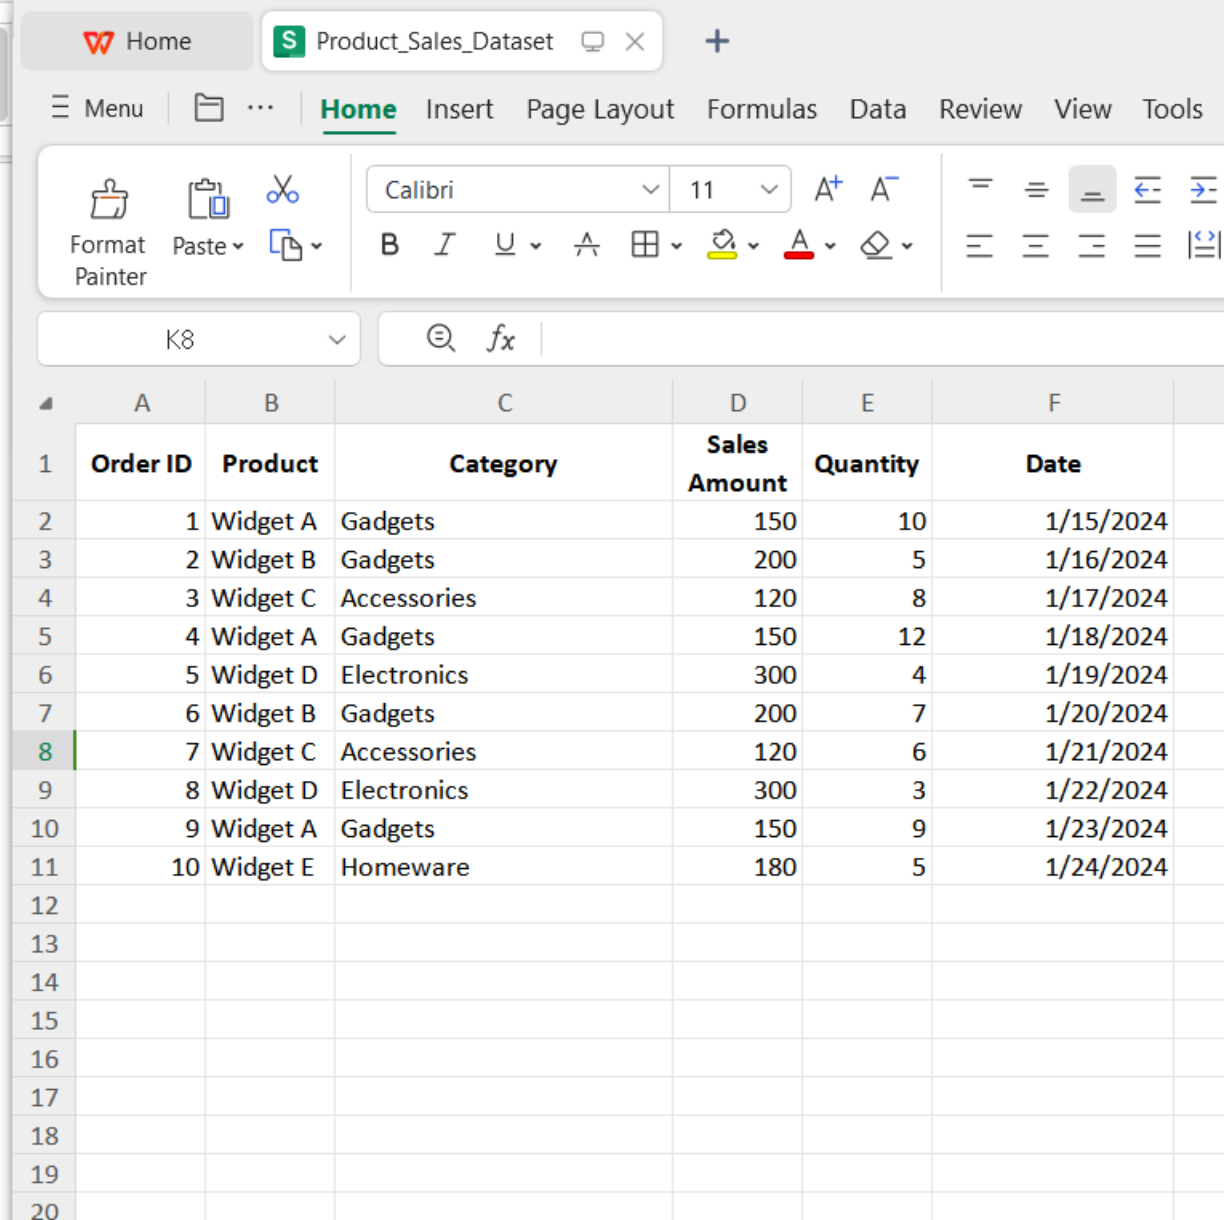 Home Product_Sales_Dataset
Menu ... Home Insert Page Layout Formulas Data Review View Tools
Calibri 11 A+ A-
Format Painter Paste B I U A A
K8 fx
A B C D E F
1 Order ID Product Category Sales Amount Quantity Date
2 1 Widget A Gadgets 150 10 1/15/2024
3 2 Widget B Gadgets 200 5 1/16/2024
4 3 Widget C Accessories 120 8 1/17/2024
5 4 Widget A Gadgets 150 12 1/18/2024
6 5 Widget D Electronics 300 4 1/19/2024
7 6 Widget B Gadgets 200 7 1/20/2024
8 7 Widget C Accessories 120 6 1/21/2024
9 8 Widget D Electronics 300 3 1/22/2024
10 9 Widget A Gadgets 150 9 1/23/2024
11 10 Widget E Homeware 180 5 1/24/2024
12
13
14
15
16
17
18
19
20